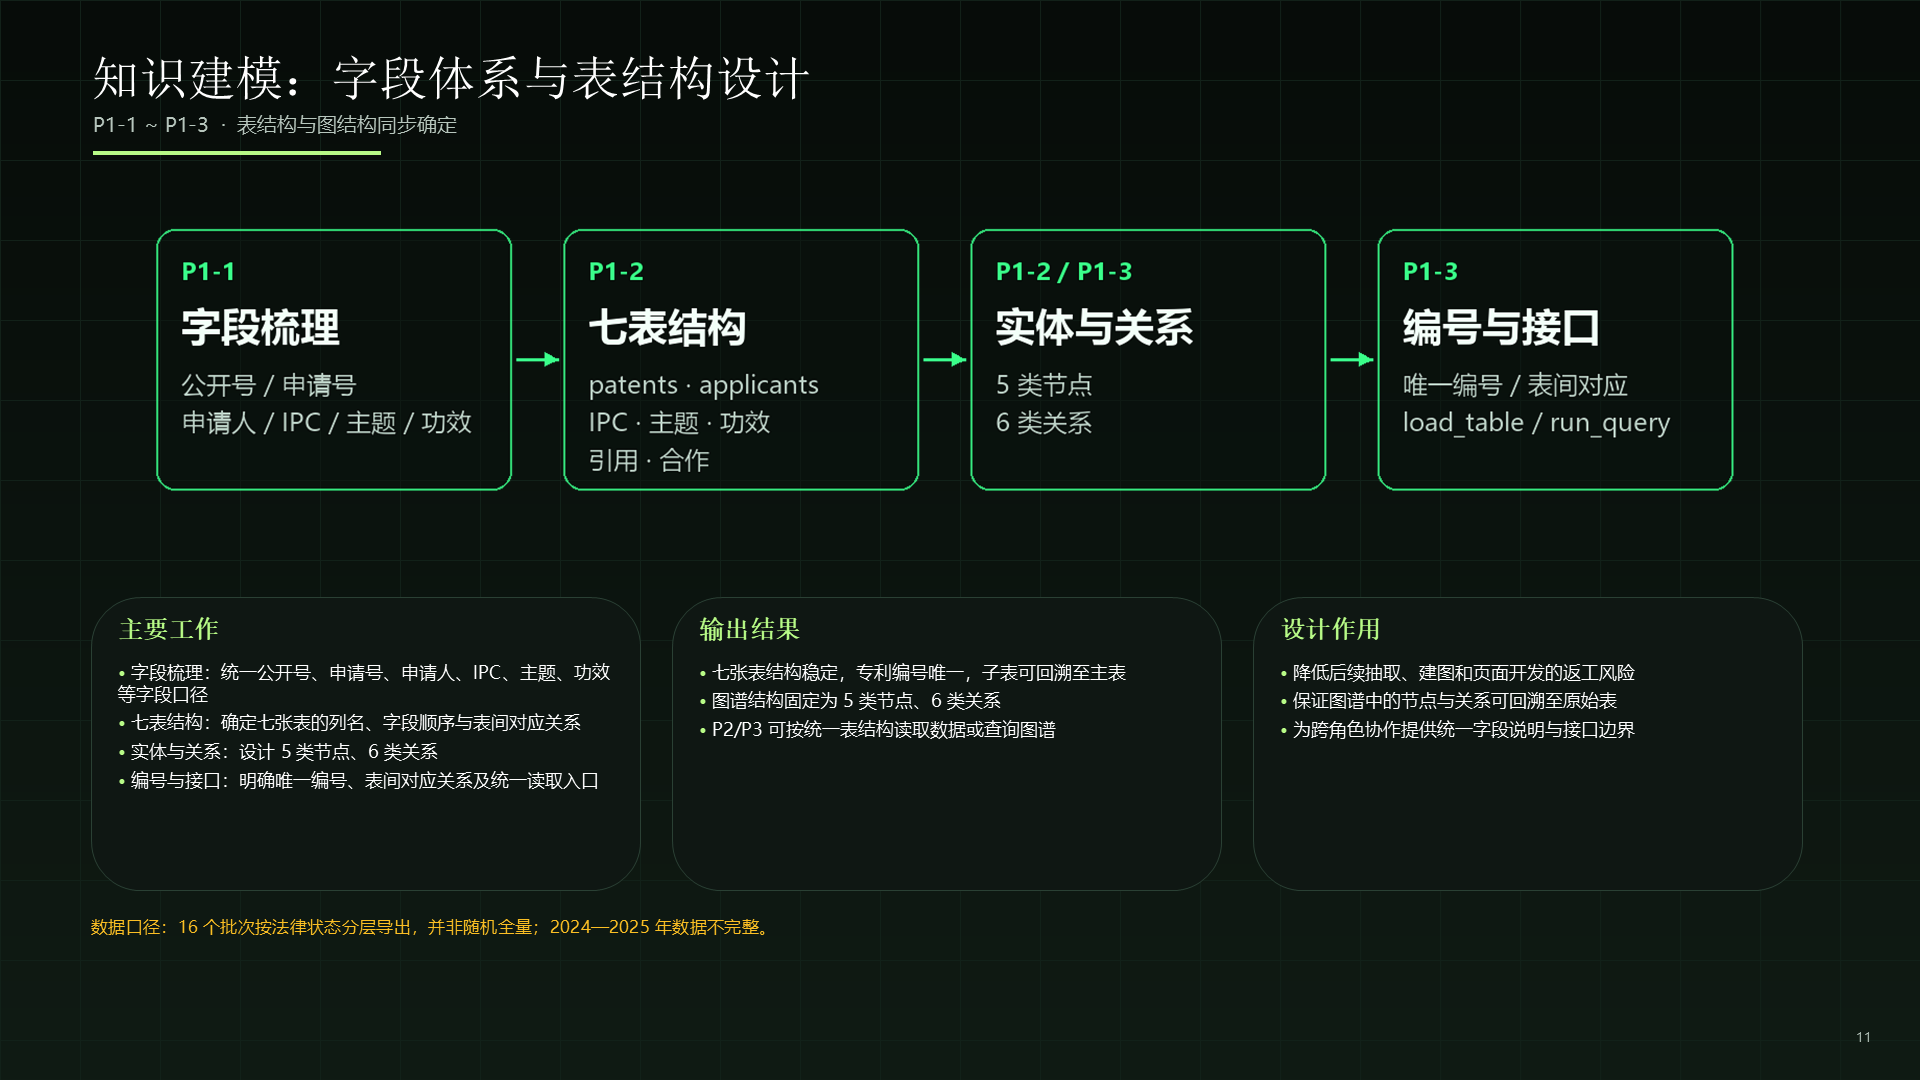 知识建模：字段体系与表结构设计
P1-1 ~ P1-3 · 表结构与图结构同步确定
P1-1
字段梳理
公开号 / 申请号
申请人 / IPC / 主题 / 功效
P1-2
七表结构
patents · applicants
IPC · 主题 · 功效
引用 · 合作
P1-2 / P1-3
实体与关系
5 类节点
6 类关系
P1-3
编号与接口
唯一编号 / 表间对应
load_table / run_query
主要工作
• 字段梳理：统一公开号、申请号、申请人、IPC、主题、功效
等字段口径
• 七表结构：确定七张表的列名、字段顺序与表间对应关系
• 实体与关系：设计 5 类节点、6 类关系
• 编号与接口：明确唯一编号、表间对应关系及统一读取入口
输出结果
• 七张表结构稳定，专利编号唯一，子表可回溯至主表
• 图谱结构固定为 5 类节点、6 类关系
• P2/P3 可按统一表结构读取数据或查询图谱
设计作用
• 降低后续抽取、建图和页面开发的返工风险
• 保证图谱中的节点与关系可回溯至原始表
• 为跨角色协作提供统一字段说明与接口边界
数据口径：16 个批次按法律状态分层导出，并非随机全量；2024—2025 年数据不完整。
11